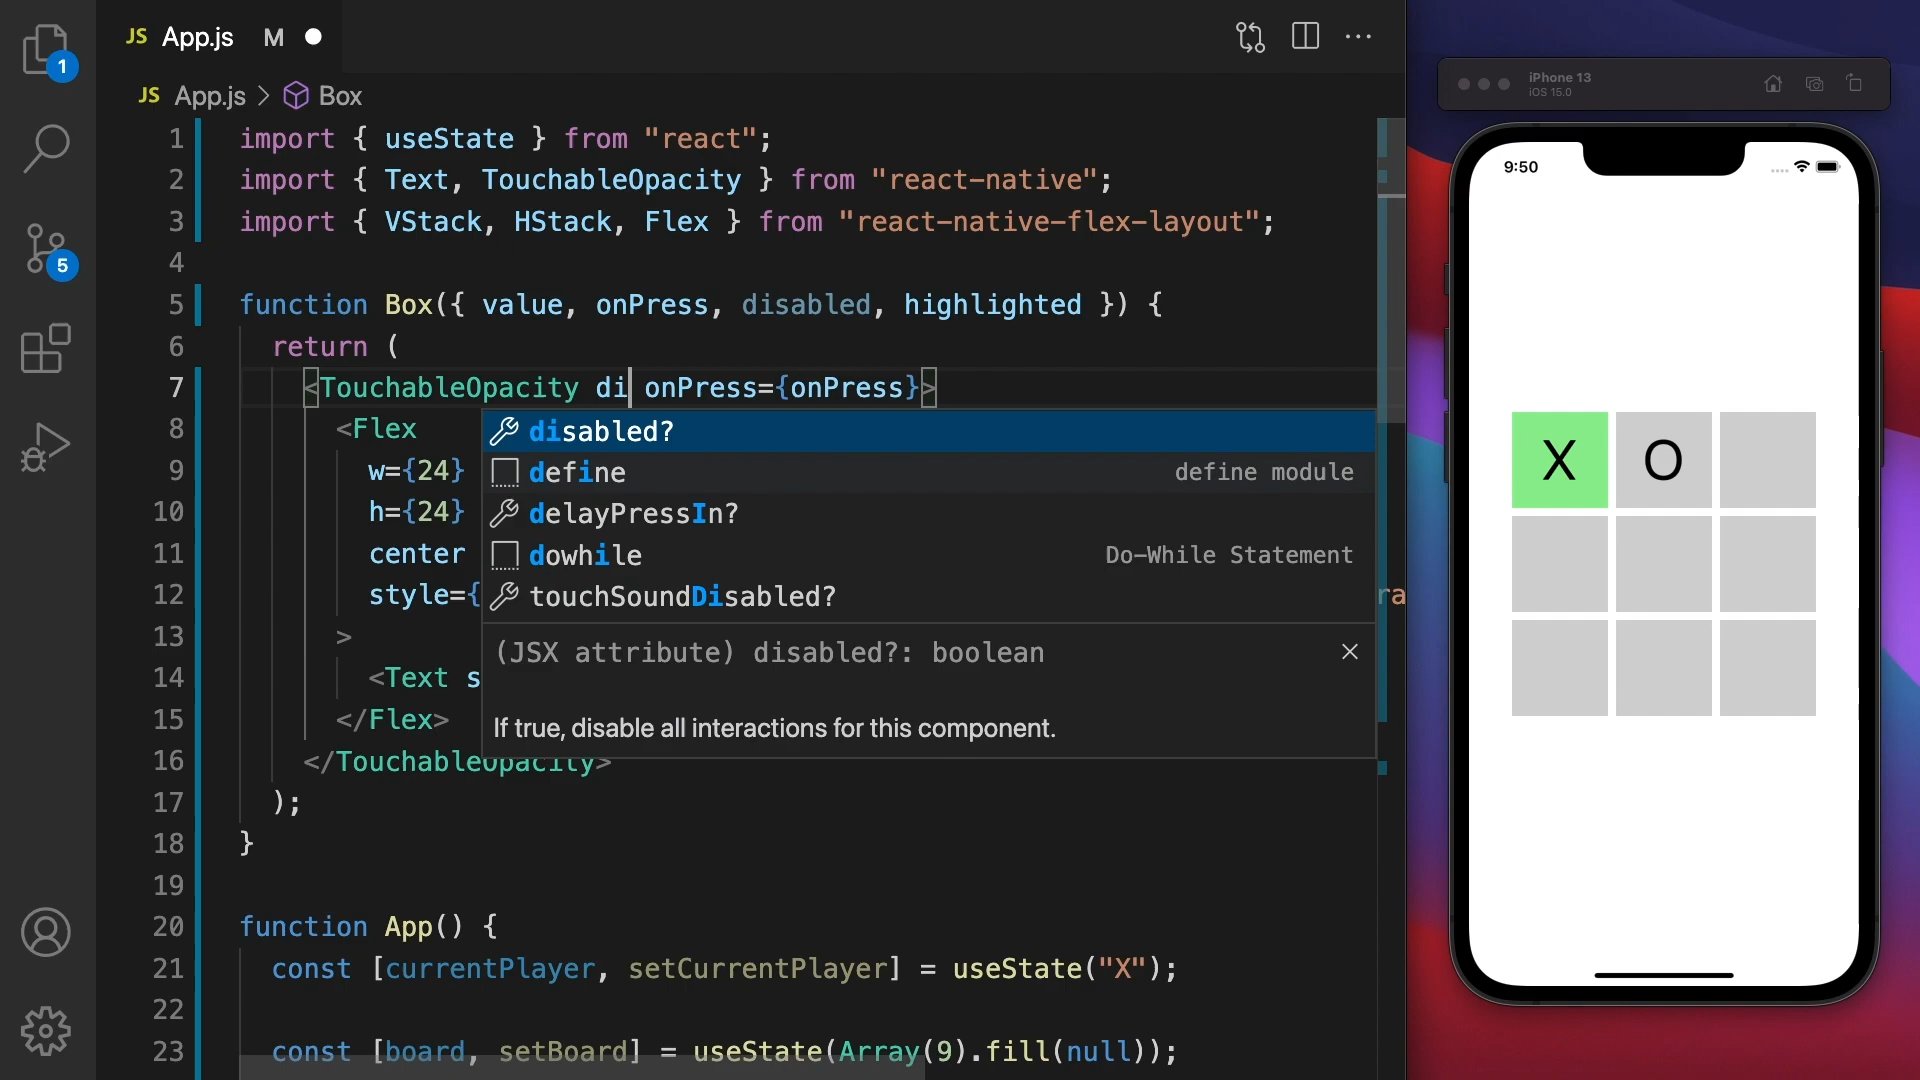 1
5
JS App.js M
JS App.js > Box
1 import { useState } from "react";
2 import { Text, TouchableOpacity } from "react-native";
3 import { VStack, HStack, Flex } from "react-native-flex-layout";
4
5 function Box({ value, onPress, disabled, highlighted }) {
6 return (
7 <TouchableOpacity di onPress={onPress}>
8 <Flex
9 w={24}
10 h={24}
11 center
12 style={ ra
13 >
14 <Text s
15 </Flex>
16 </TouchableOpacity>
17 );
18 }
19
20 function App() {
21 const [currentPlayer, setCurrentPlayer] = useState("X");
22
23 const [board, setBoard] = useState(Array(9).fill(null));
disabled?
define define module
delayPressIn?
dowhile Do-While Statement
touchSoundDisabled?
(JSX attribute) disabled?: boolean
If true, disable all interactions for this component.
iPhone 13
iOS 15.0
9:50
X O